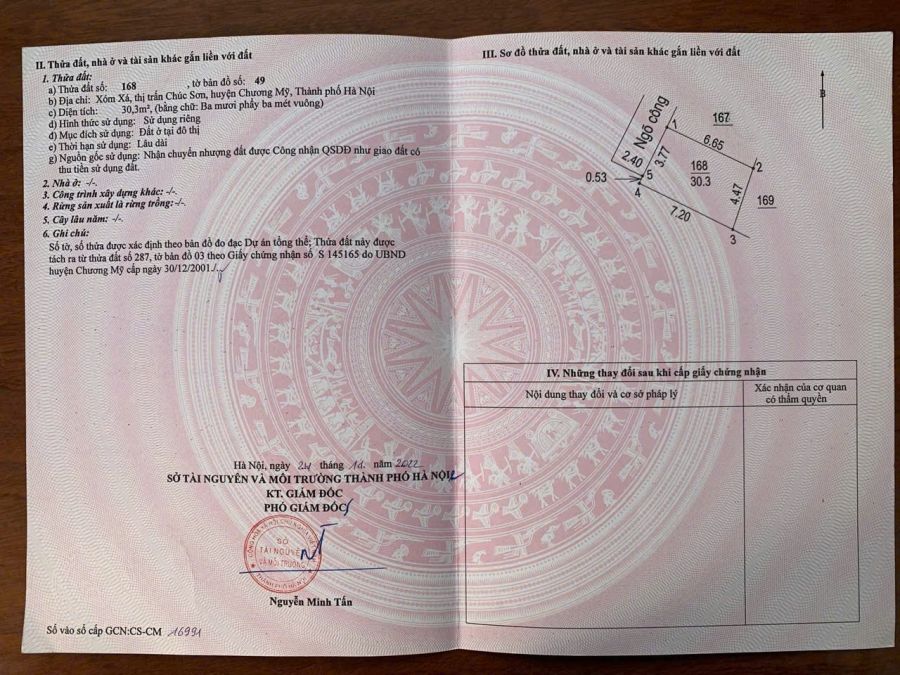 II. Thửa đất, nhà ở và tài sản khác gắn liền với đất
1. Thửa đất:
a) Thửa đất số: 168 , tờ bản đồ số: 49
b) Địa chỉ: Xóm Xá, thị trấn Chúc Sơn, huyện Chương Mỹ, Thành phố Hà Nội
c) Diện tích: 30,3m², (bằng chữ: Ba mươi phẩy ba mét vuông)
d) Hình thức sử dụng: Sử dụng riêng
đ) Mục đích sử dụng: Đất ở tại đô thị
e) Thời hạn sử dụng: Lâu dài
g) Nguồn gốc sử dụng: Nhận chuyển nhượng đất được Công nhận QSDĐ như giao đất có
thu tiền sử dụng đất.
2. Nhà ở: -/-.
3. Công trình xây dựng khác: -/-.
4. Rừng sản xuất là rừng trồng:-/-.
5. Cây lâu năm: -/-.
6. Ghi chú:
Số tờ, số thửa được xác định theo bản đồ đo đạc Dự án tổng thể; Thửa đất này được
tách ra từ thửa đất số 287, tờ bản đồ 03 theo Giấy chứng nhận số S 145165 do UBND
huyện Chương Mỹ cấp ngày 30/12/2001./.
Hà Nội, ngày 24 tháng năm 2022
SỞ TÀI NGUYÊN VÀ MÔI TRƯỜNG THÀNH PHỐ HÀ NỘI
KT. GIÁM ĐỐC
PHÓ GIÁM ĐỐC
SỞ
TÀI NGUYÊN
VÀ MÔI TRƯỜNG
Nguyễn Minh Tấn
Số vào sổ cấp GCN:CS-CM 16991
III. Sơ đồ thửa đất, nhà ở và tài sản khác gắn liền với đất
B
Ngõ cổng
1
167
6.65
2
2.40
3.77
168
30.3
0.53
5
4
4.47
169
7.20
3
IV. Những thay đổi sau khi cấp giấy chứng nhận
Nội dung thay đổi và cơ sở pháp lý
Xác nhận của cơ quan
có thẩm quyền